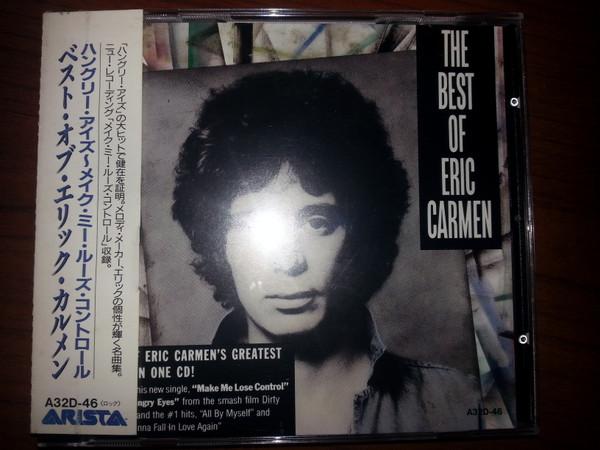 「ハングリー・アイズ」の大ヒットで健在を証明。メロディ・メーカー、エリックの個性が輝く名曲集。
ニュー・レコーディング「メイク・ミー・ルーズ・コントロール」収録。
ハングリー・アイズ〜メイク・ミー・ルーズ・コントロール
ベスト・オブ・エリック・カルメン
A32D-46 〈ロック〉
ARISTA
THE
BEST
OF
ERIC
CARMEN
F ERIC CARMEN'S GREATEST
N ONE CD!
his new single, "Make Me Lose Control"
ngry Eyes" from the smash film Dirty
and the #1 hits, "All By Myself" and
nna Fall In Love Again"
A32D-46